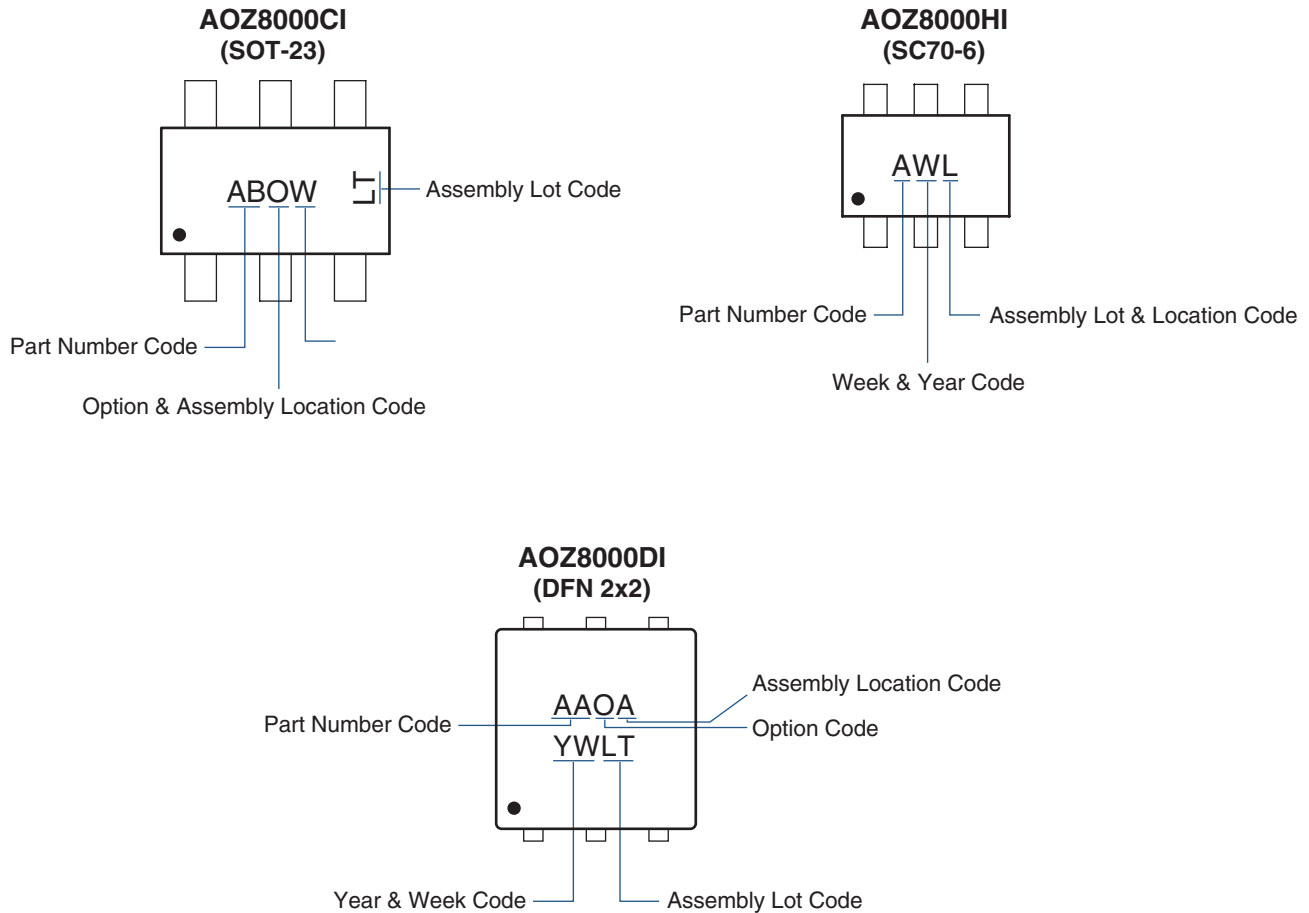 AOZ8000CI
(SOT-23)
ABOW
LT
Assembly Lot Code
Part Number Code
Option & Assembly Location Code
AOZ8000HI
(SC70-6)
AWL
Part Number Code
Assembly Lot & Location Code
Week & Year Code
AOZ8000DI
(DFN 2x2)
AAOA
YWLT
Assembly Location Code
Part Number Code
Option Code
Year & Week Code
Assembly Lot Code